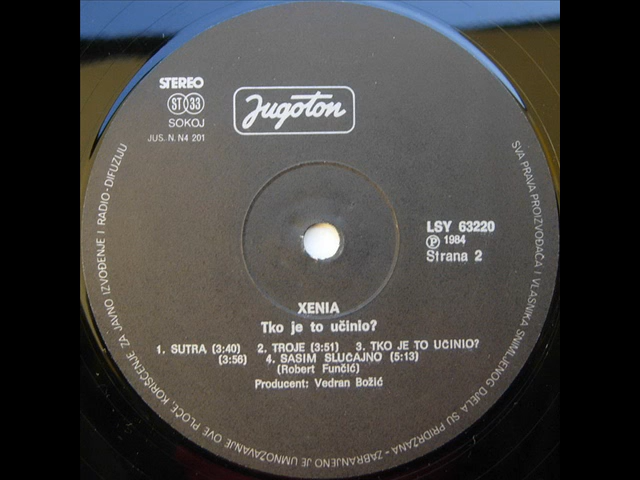 STEREO
ST 33
SOKOJ
JUS. N. N4 201
Jugoton
LSY 63220
Ⓟ 1984
Strana 2
XENIA
Tko je to učinio?
1. SUTRA (3:40) 2. TROJE (3:51) 3. TKO JE TO UČINIO?
(3:56) 4. SASIM SLUČAJNO (5:13)
(Robert Funčić)
Producent: Vedran Božić
SVA PRAVA PROIZVOĐAČA I VLASNIKA SNIMLJENOG DJELA SU PRIDRŽANA - ZABRANJENO JE UMNOŽAVANJE OVE PLOČE, KORIŠĆENJE ZA JAVNO IZVOĐENJE I RADIO-DIFUZIJU